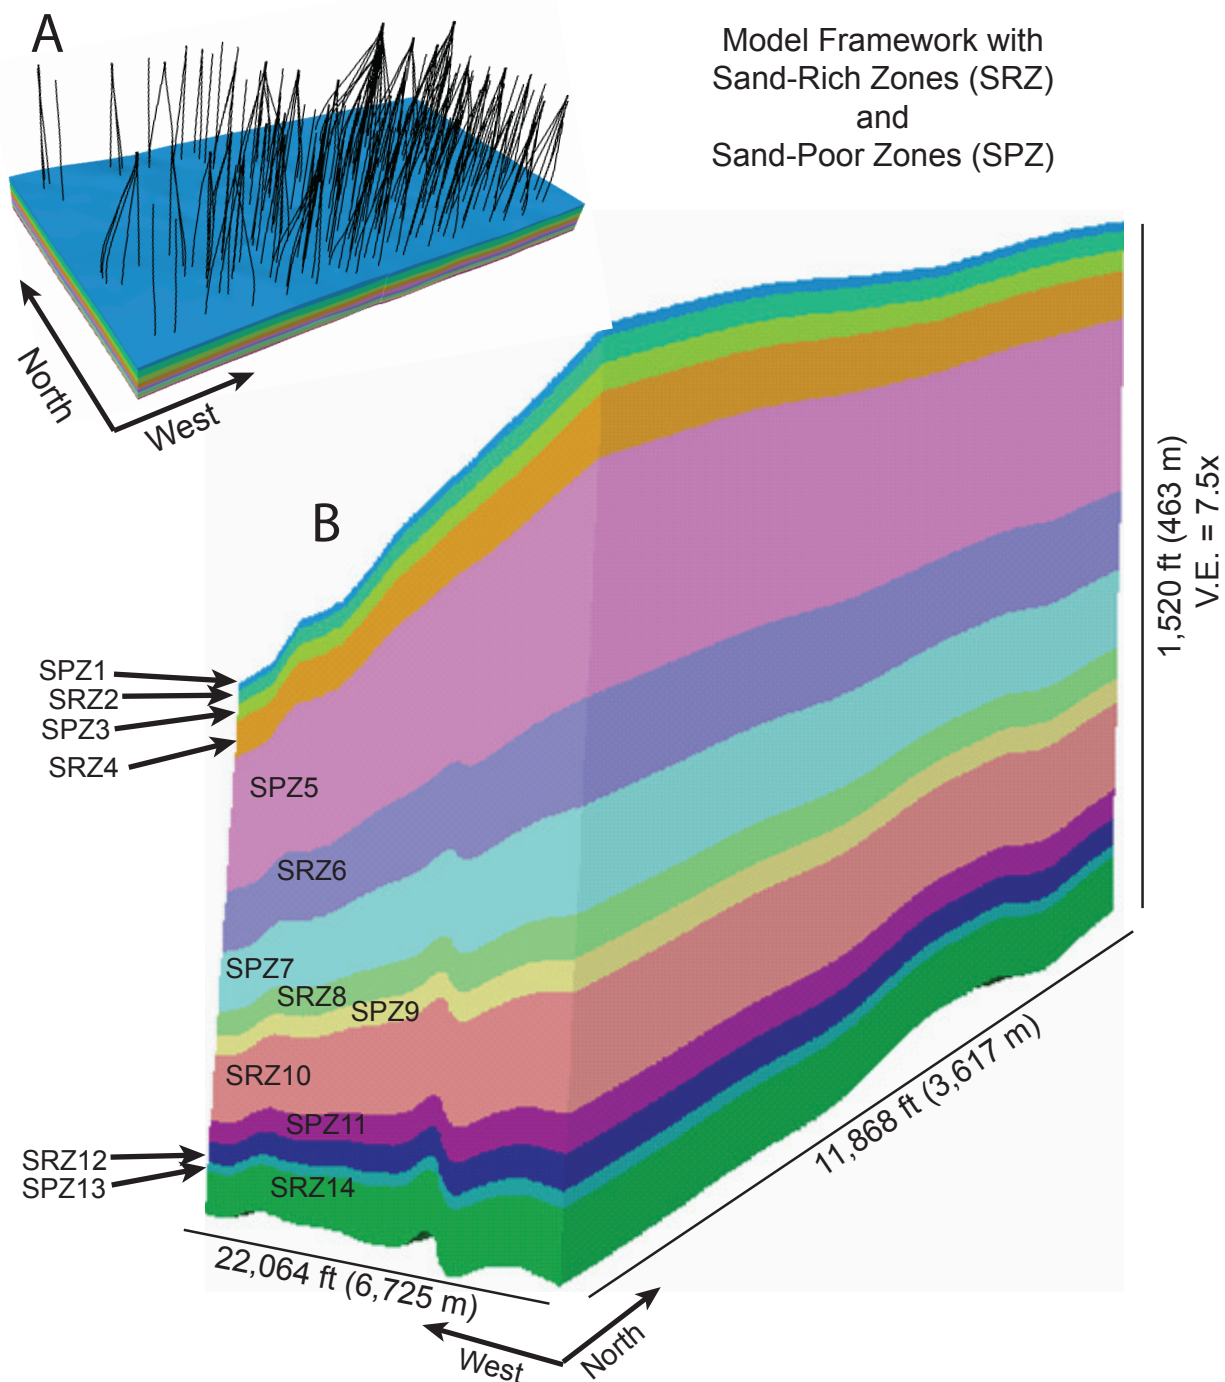 A
Model Framework with
Sand-Rich Zones (SRZ)
and
Sand-Poor Zones (SPZ)
North
West
B
1,520 ft (463 m)
V.E. = 7.5x
SPZ1
SRZ2
SPZ3
SRZ4
SPZ5
SRZ6
SPZ7
SRZ8
SPZ9
SRZ10
SPZ11
SRZ12
SPZ13
SRZ14
11,868 ft (3,617 m)
22,064 ft (6,725 m)
West
North